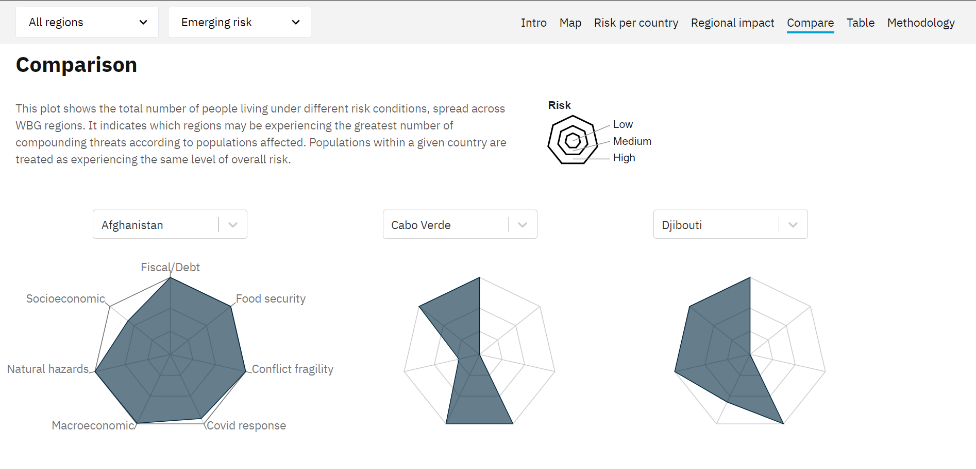 All regions
Emerging risk
Intro
Map
Risk per country
Regional impact
Compare
Table
Methodology
Comparison
This plot shows the total number of people living under different risk conditions, spread across
WBG regions. It indicates which regions may be experiencing the greatest number of
compounding threats according to populations affected. Populations within a given country are
treated as experiencing the same level of overall risk.
Risk
Low
Medium
High
Afghanistan
Cabo Verde
Djibouti
Fiscal/Debt
Socioeconomic
Food security
Natural hazards
Conflict fragility
Macroeconomic
Covid response